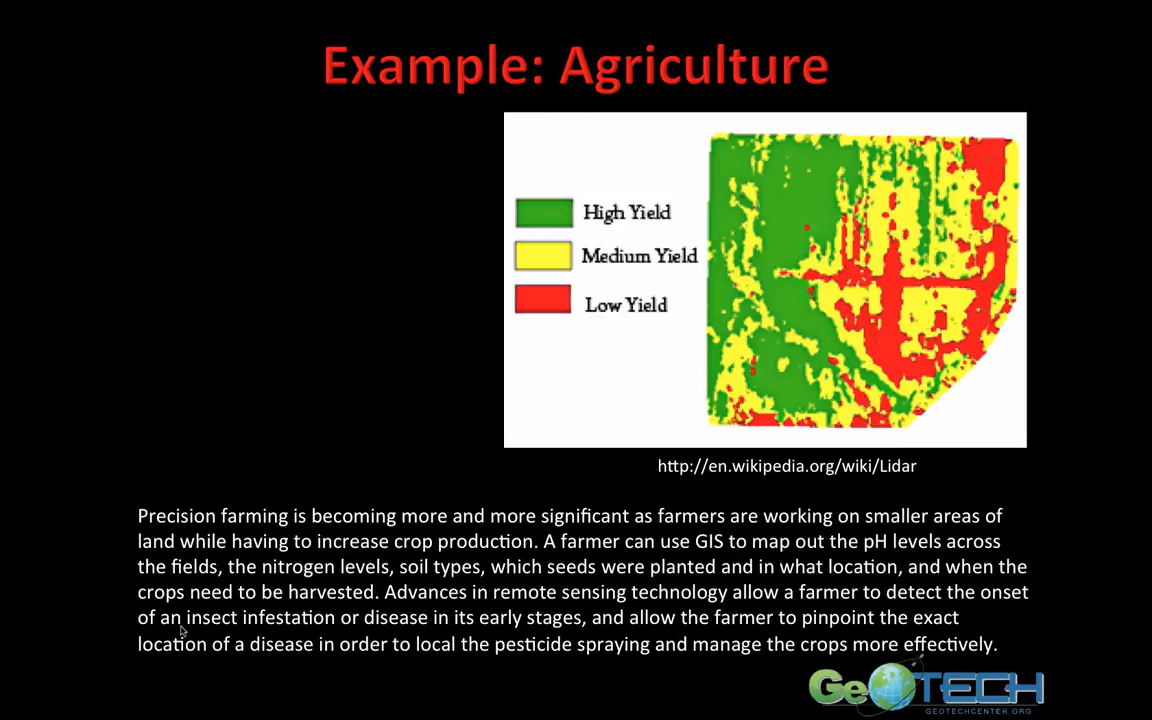 Example: Agriculture
High Yield
Medium Yield
Low Yield
http://en.wikipedia.org/wiki/Lidar
Precision farming is becoming more and more significant as farmers are working on smaller areas of
land while having to increase crop production. A farmer can use GIS to map out the pH levels across
the fields, the nitrogen levels, soil types, which seeds were planted and in what location, and when the
crops need to be harvested. Advances in remote sensing technology allow a farmer to detect the onset
of an insect infestation or disease in its early stages, and allow the farmer to pinpoint the exact
location of a disease in order to local the pesticide spraying and manage the crops more effectively.
GeoTECH
GEOTECHCENTER.ORG